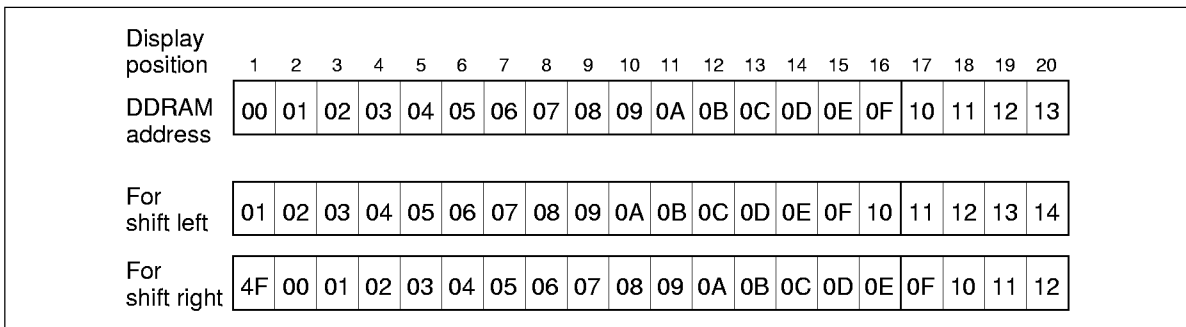 Display
position 1 2 3 4 5 6 7 8 9 10 11 12 13 14 15 16 17 18 19 20
DDRAM
address 00 01 02 03 04 05 06 07 08 09 0A 0B 0C 0D 0E 0F 10 11 12 13
For
shift left 01 02 03 04 05 06 07 08 09 0A 0B 0C 0D 0E 0F 10 11 12 13 14
For
shift right 4F 00 01 02 03 04 05 06 07 08 09 0A 0B 0C 0D 0E 0F 10 11 12